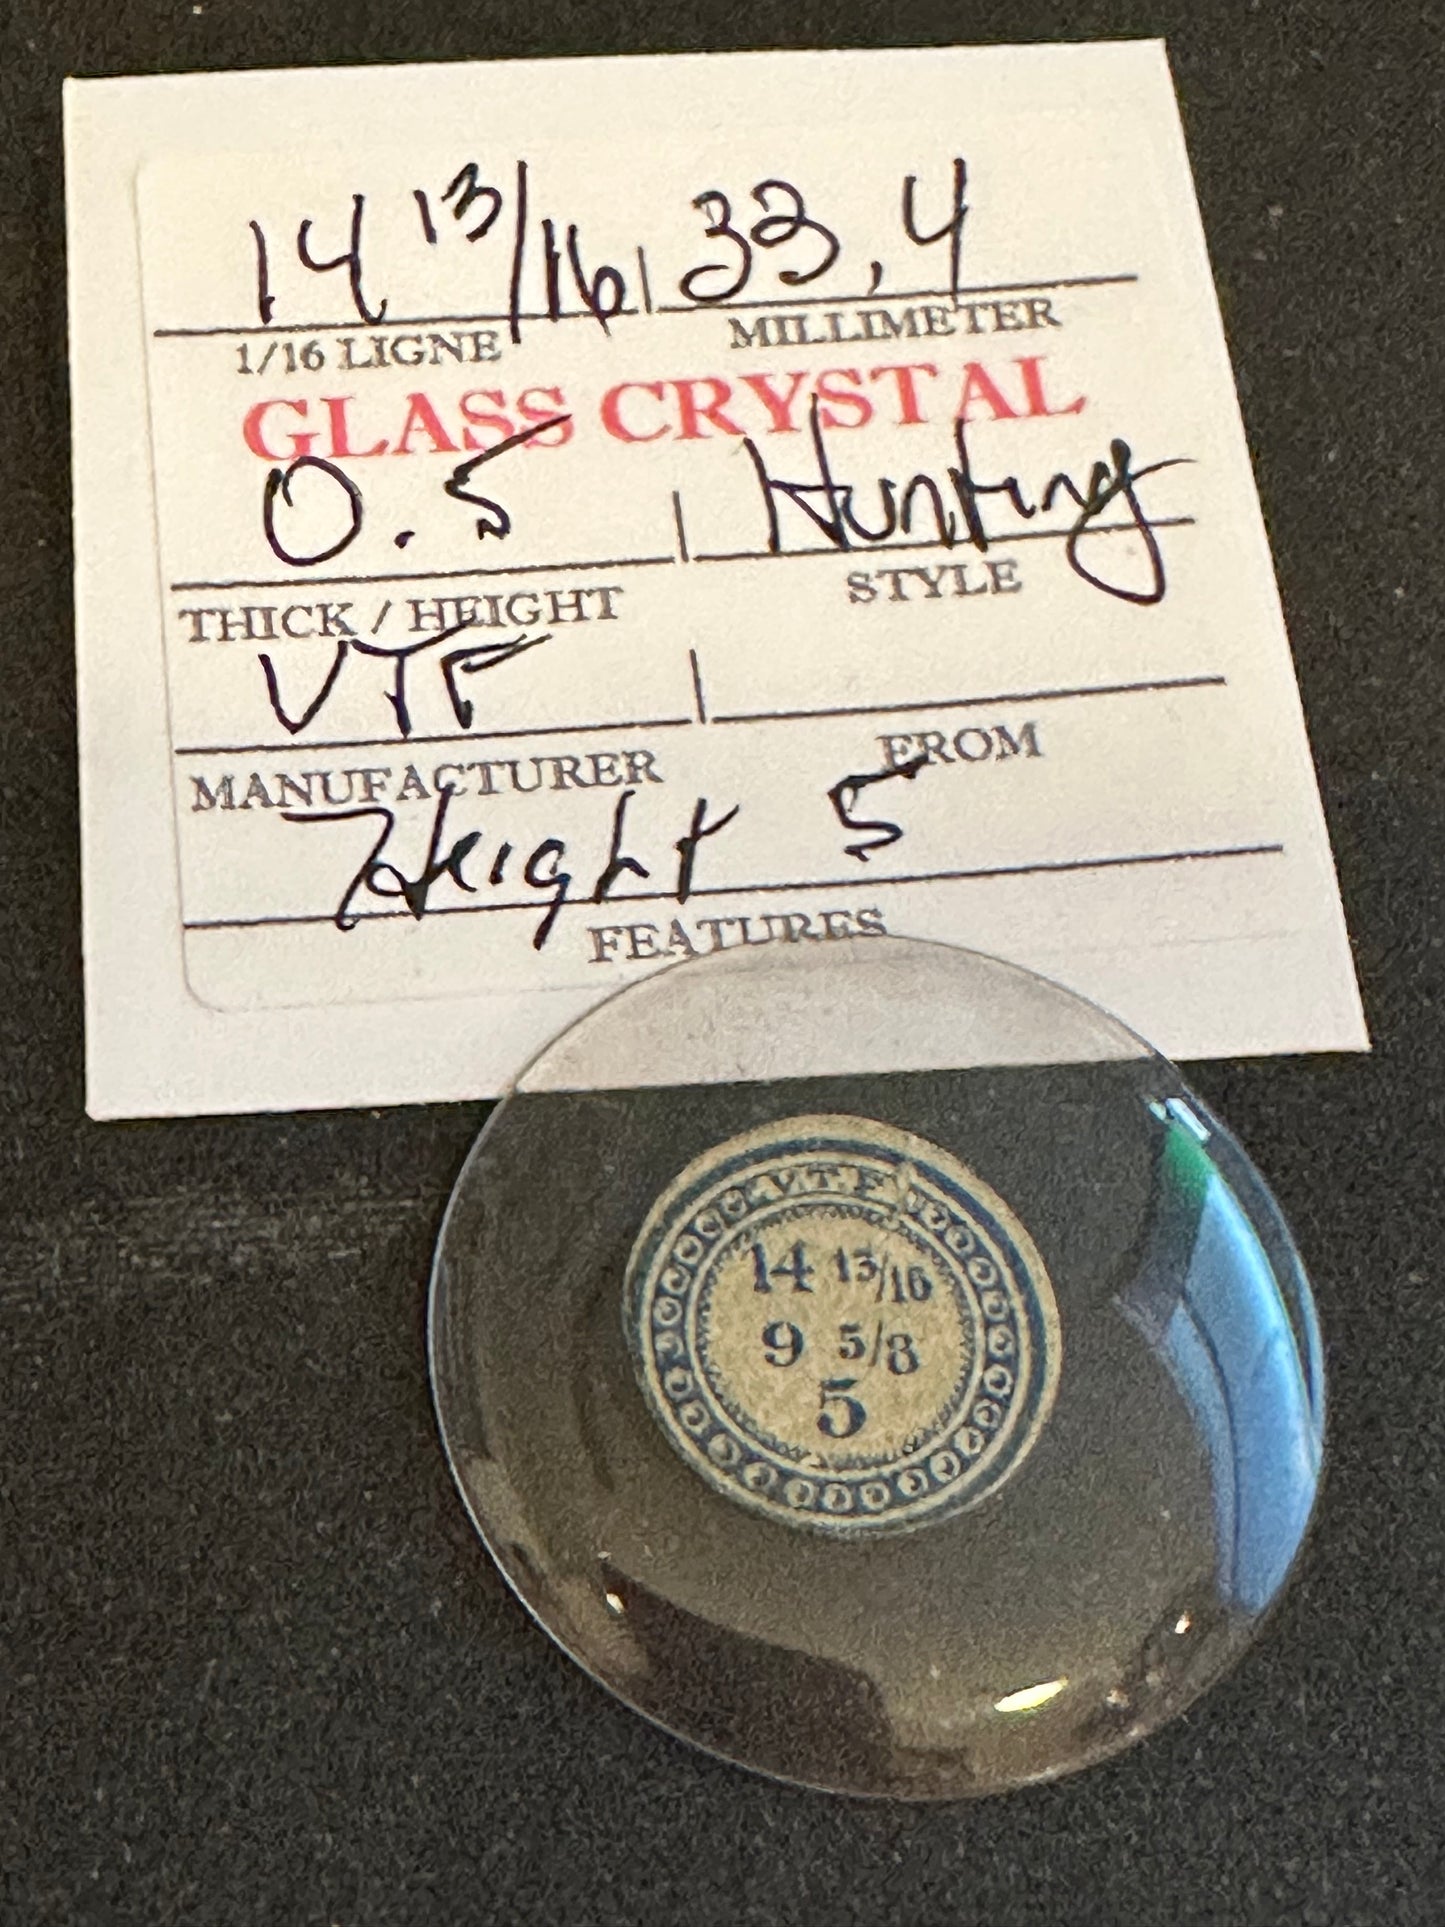 14 13/16 33.4
1/16 LIGNE MILLIMETER
GLASS CRYSTAL
0.5 Hunting
THICK / HEIGHT STYLE
VTF
MANUFACTURER FROM
Height 5
FEATURES
V.T.F
14 13/16
9 5/8
5